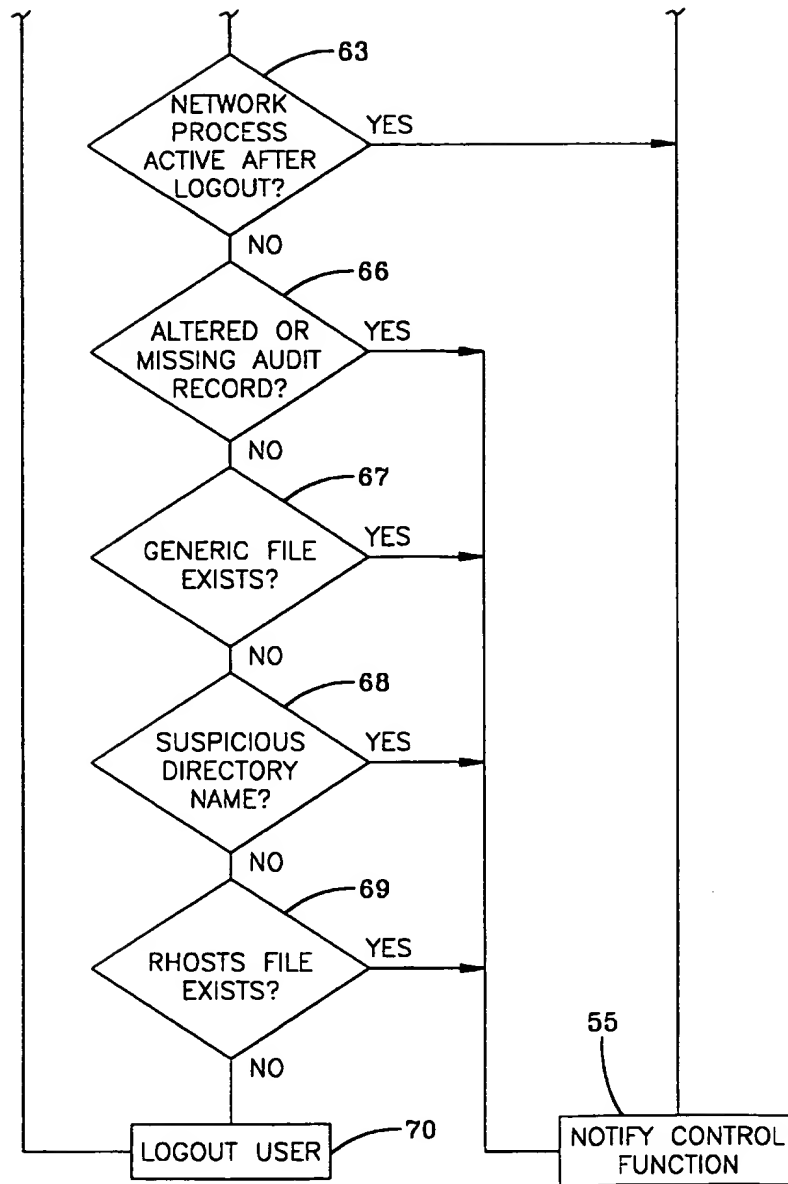 63
NETWORK
PROCESS
ACTIVE AFTER
LOGOUT?
YES
NO
66
ALTERED OR
MISSING AUDIT
RECORD?
YES
NO
67
GENERIC FILE
EXISTS?
YES
NO
68
SUSPICIOUS
DIRECTORY
NAME?
YES
NO
69
RHOSTS FILE
EXISTS?
YES
NO
55
LOGOUT USER
70
NOTIFY CONTROL
FUNCTION